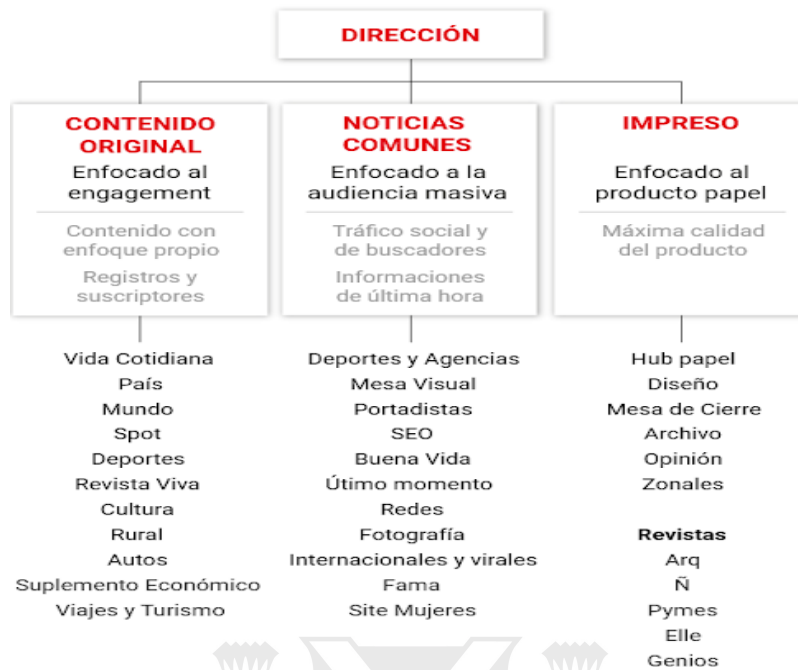 DIRECCIÓN
CONTENIDO
ORIGINAL
Enfocado al
engagement
Contenido con
enfoque propio
Registros y
suscriptores
Vida Cotidiana
País
Mundo
Spot
Deportes
Revista Viva
Cultura
Rural
Autos
Suplemento Económico
Viajes y Turismo
NOTICIAS
COMUNES
Enfocado a la
audiencia masiva
Tráfico social y
de buscadores
Informaciones
de última hora
Deportes y Agencias
Mesa Visual
Portadistas
SEO
Buena Vida
Útimo momento
Redes
Fotografía
Internacionales y virales
Fama
Site Mujeres
IMPRESO
Enfocado al
producto papel
Máxima calidad
del producto
Hub papel
Diseño
Mesa de Cierre
Archivo
Opinión
Zonales
Revistas
Arq
Ñ
Pymes
Elle
Genios